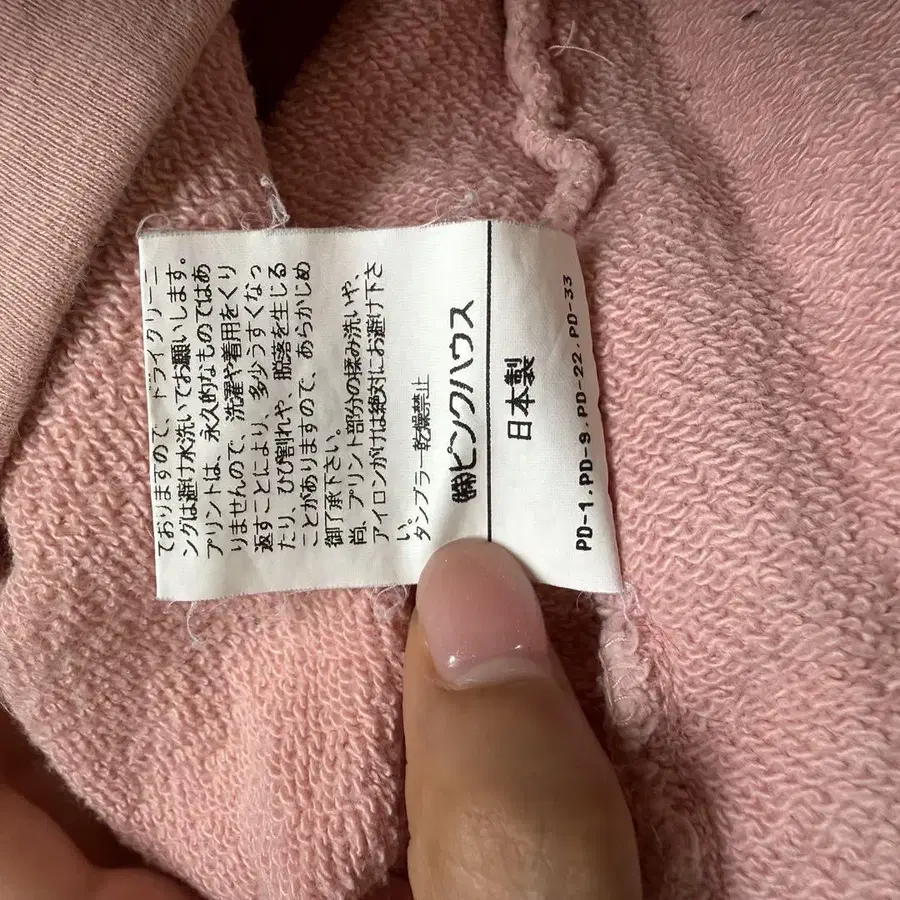 ておりますので、ドライクリーニ
ングは避け水洗いでお願いします。
プリントは、永久的なものではあ
りませんので、洗濯や着用をくり
返すことにより、多少うすくなっ
たり、ひび割れや、脱落を生じる
ことがありますので、あらかじめ
御了承下さい。
尚、プリント部分の揉み洗いや、
アイロンがけは絶対にお避け下さ
い。
タンブラー乾燥禁止
㈱ピンクハウス
日本製
PD-1.PD-9.PD-22.PD-33